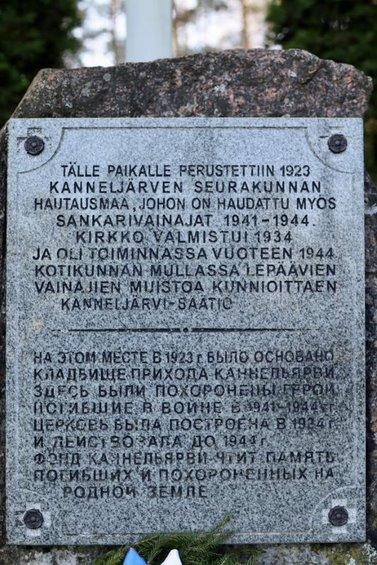 TÄLLE PAIKALLE PERUSTETTIIN 1923
KANNELJÄRVEN SEURAKUNNAN
HAUTAUSMAA, JOHON ON HAUDATTU MYÖS
SANKARIVAINAJAT 1941-1944.
KIRKKO VALMISTUI 1934
JA OLI TOIMINNASSA VUOTEEN 1944.
KOTIKUNNAN MULLASSA LEPÄÄVIEN
VAINAJIEN MUISTOA KUNNIOITTAEN
KANNELJÄRVI-SÄÄTIÖ
НА ЭТОМ МЕСТЕ В 1923 г. БЫЛО ОСНОВАНО
КЛАДБИЩЕ ПРИХОДА КАННЕЛЬЯРВИ,
ЗДЕСЬ БЫЛИ ПОХОРОНЕНЫ ГЕРОИ,
ПОГИБШИЕ В ВОЙНЕ В 1941-1944 гг.
ЦЕРКОВЬ БЫЛА ПОСТРОЕНА В 1934 г.
И ДЕЙСТВОВАЛА ДО 1944 г.
ФОНД КАННЕЛЬЯРВИ ЧТИТ ПАМЯТЬ
ПОГИБШИХ И ПОХОРОНЕННЫХ НА
РОДНОЙ ЗЕМЛЕ